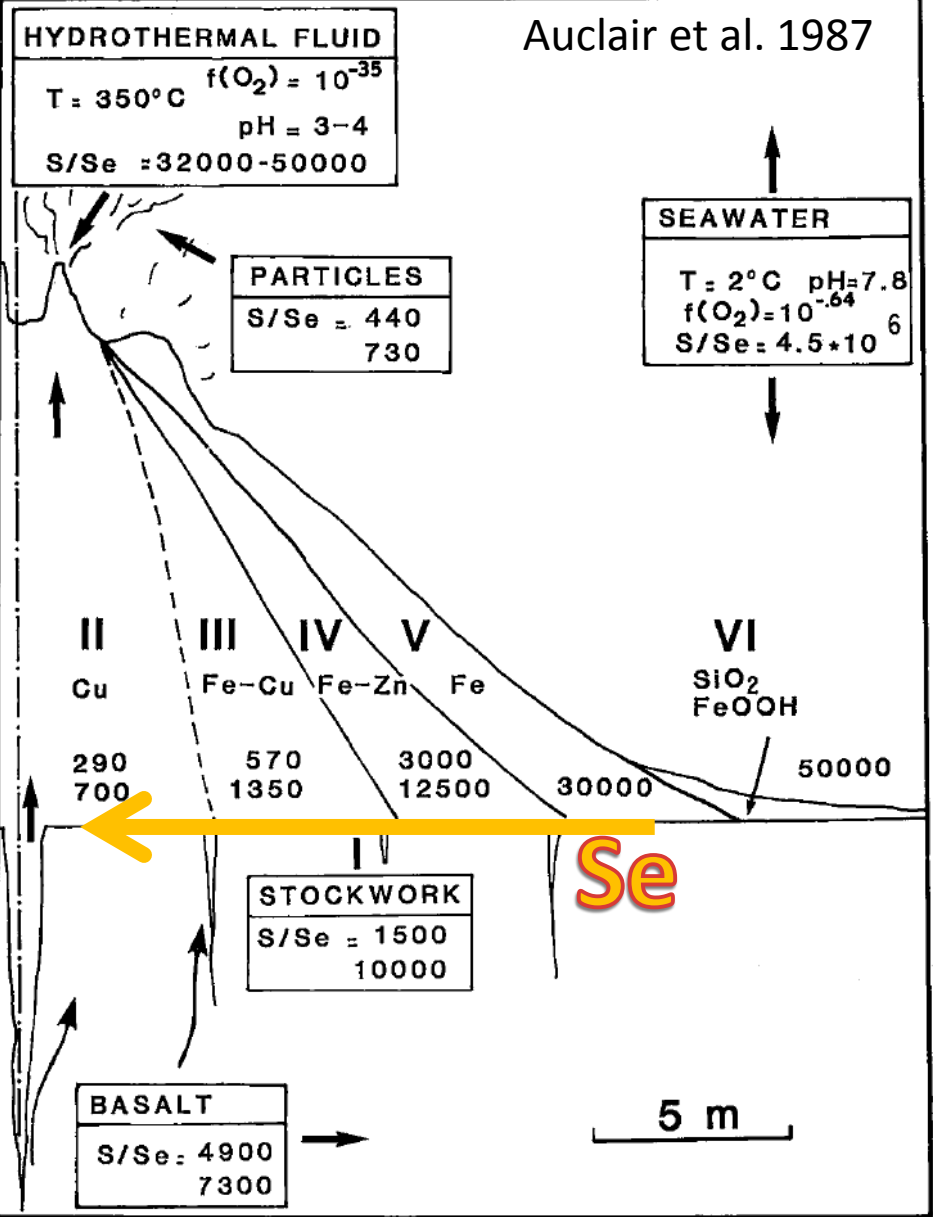 Auclair et al. 1987
HYDROTHERMAL FLUID
T = 350°C f(O₂) = 10⁻³⁵
pH = 3-4
S/Se = 32000-50000
SEAWATER
T = 2°C pH=7.8
f(O₂)=10⁻·⁶⁴
S/Se = 4.5*10⁶
PARTICLES
S/Se = 440
730
II III IV V VI
Cu Fe-Cu Fe-Zn Fe SiO₂
FeOOH
290 570 3000 50000
700 1350 12500 30000
Se
I
STOCKWORK
S/Se = 1500
10000
BASALT
S/Se = 4900
7300
5 m